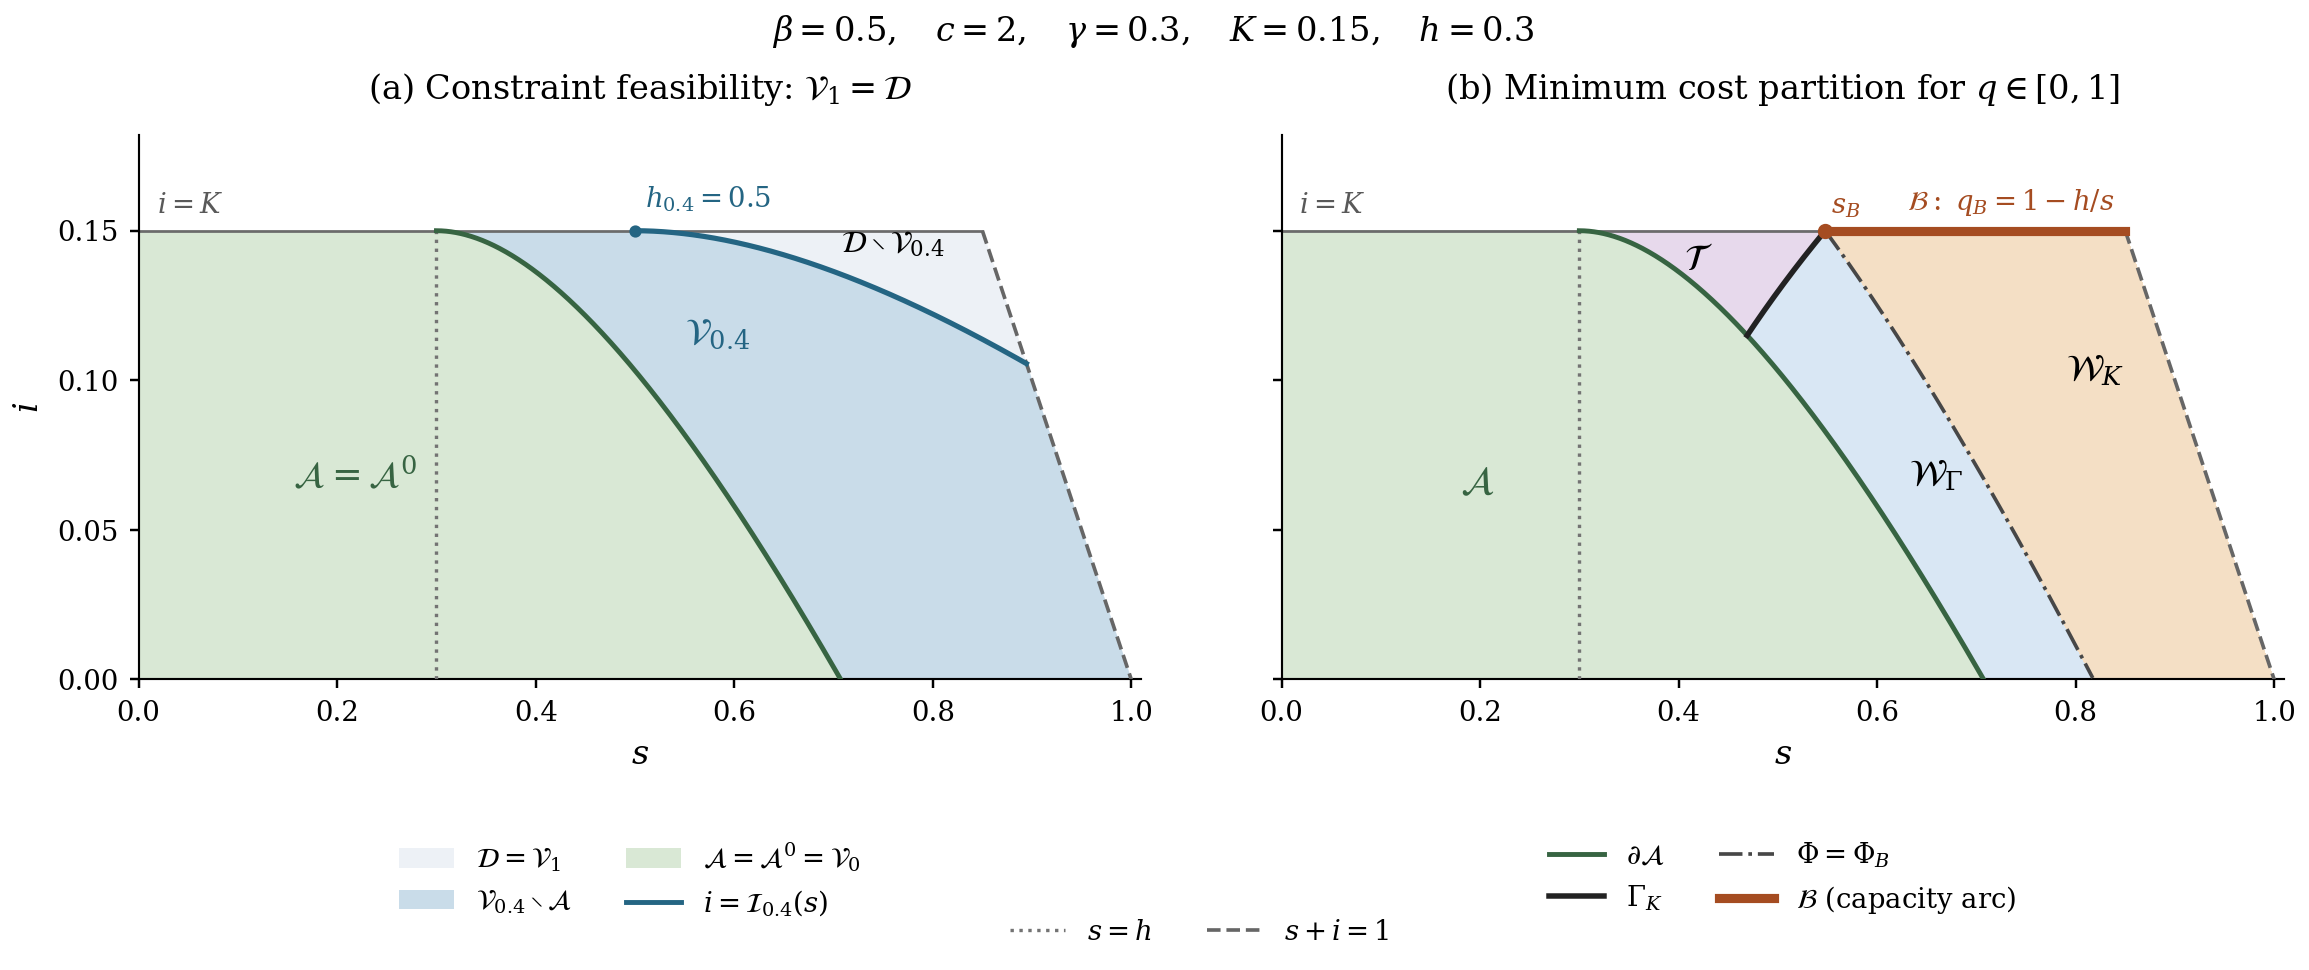 β = 0.5,   c = 2,   γ = 0.3,   K = 0.15,   h = 0.3
(a) Constraint feasibility: 𝒱₁ = 𝒟
i = K
h₀.₄ = 0.5
𝒟 ∖ 𝒱₀.₄
𝒱₀.₄
𝒜 = 𝒜⁰
i
0.15
0.10
0.05
0.00
0.0 0.2 0.4 0.6 0.8 1.0
s
(b) Minimum cost partition for q ∈ [0, 1]
i = K
s_B
ℬ: q_B = 1 − h/s
𝒯
𝒲_K
𝒲_Γ
𝒜
0.0 0.2 0.4 0.6 0.8 1.0
s
𝒟 = 𝒱₁
𝒱₀.₄ ∖ 𝒜
𝒜 = 𝒜⁰ = 𝒱₀
i = ℐ₀.₄(s)
s = h
s + i = 1
∂𝒜
Γ_K
Φ = Φ_B
ℬ (capacity arc)